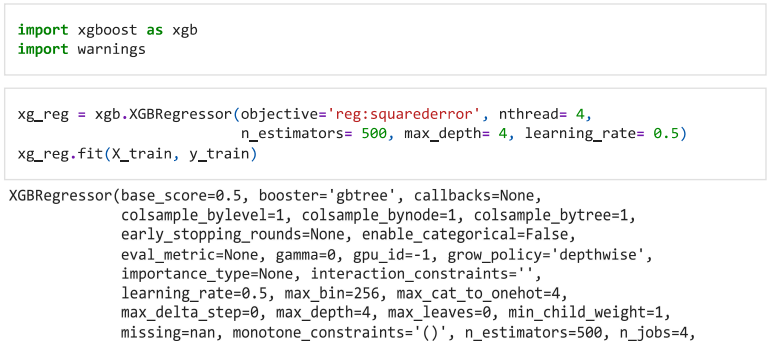 import xgboost as xgb
import warnings
xg_reg = xgb.XGBRegressor(objective='reg:squarederror', nthread= 4,
                          n_estimators= 500, max_depth= 4, learning_rate= 0.5)
xg_reg.fit(X_train, y_train)
XGBRegressor(base_score=0.5, booster='gbtree', callbacks=None,
             colsample_bylevel=1, colsample_bynode=1, colsample_bytree=1,
             early_stopping_rounds=None, enable_categorical=False,
             eval_metric=None, gamma=0, gpu_id=-1, grow_policy='depthwise',
             importance_type=None, interaction_constraints='',
             learning_rate=0.5, max_bin=256, max_cat_to_onehot=4,
             max_delta_step=0, max_depth=4, max_leaves=0, min_child_weight=1,
             missing=nan, monotone_constraints='()', n_estimators=500, n_jobs=4,